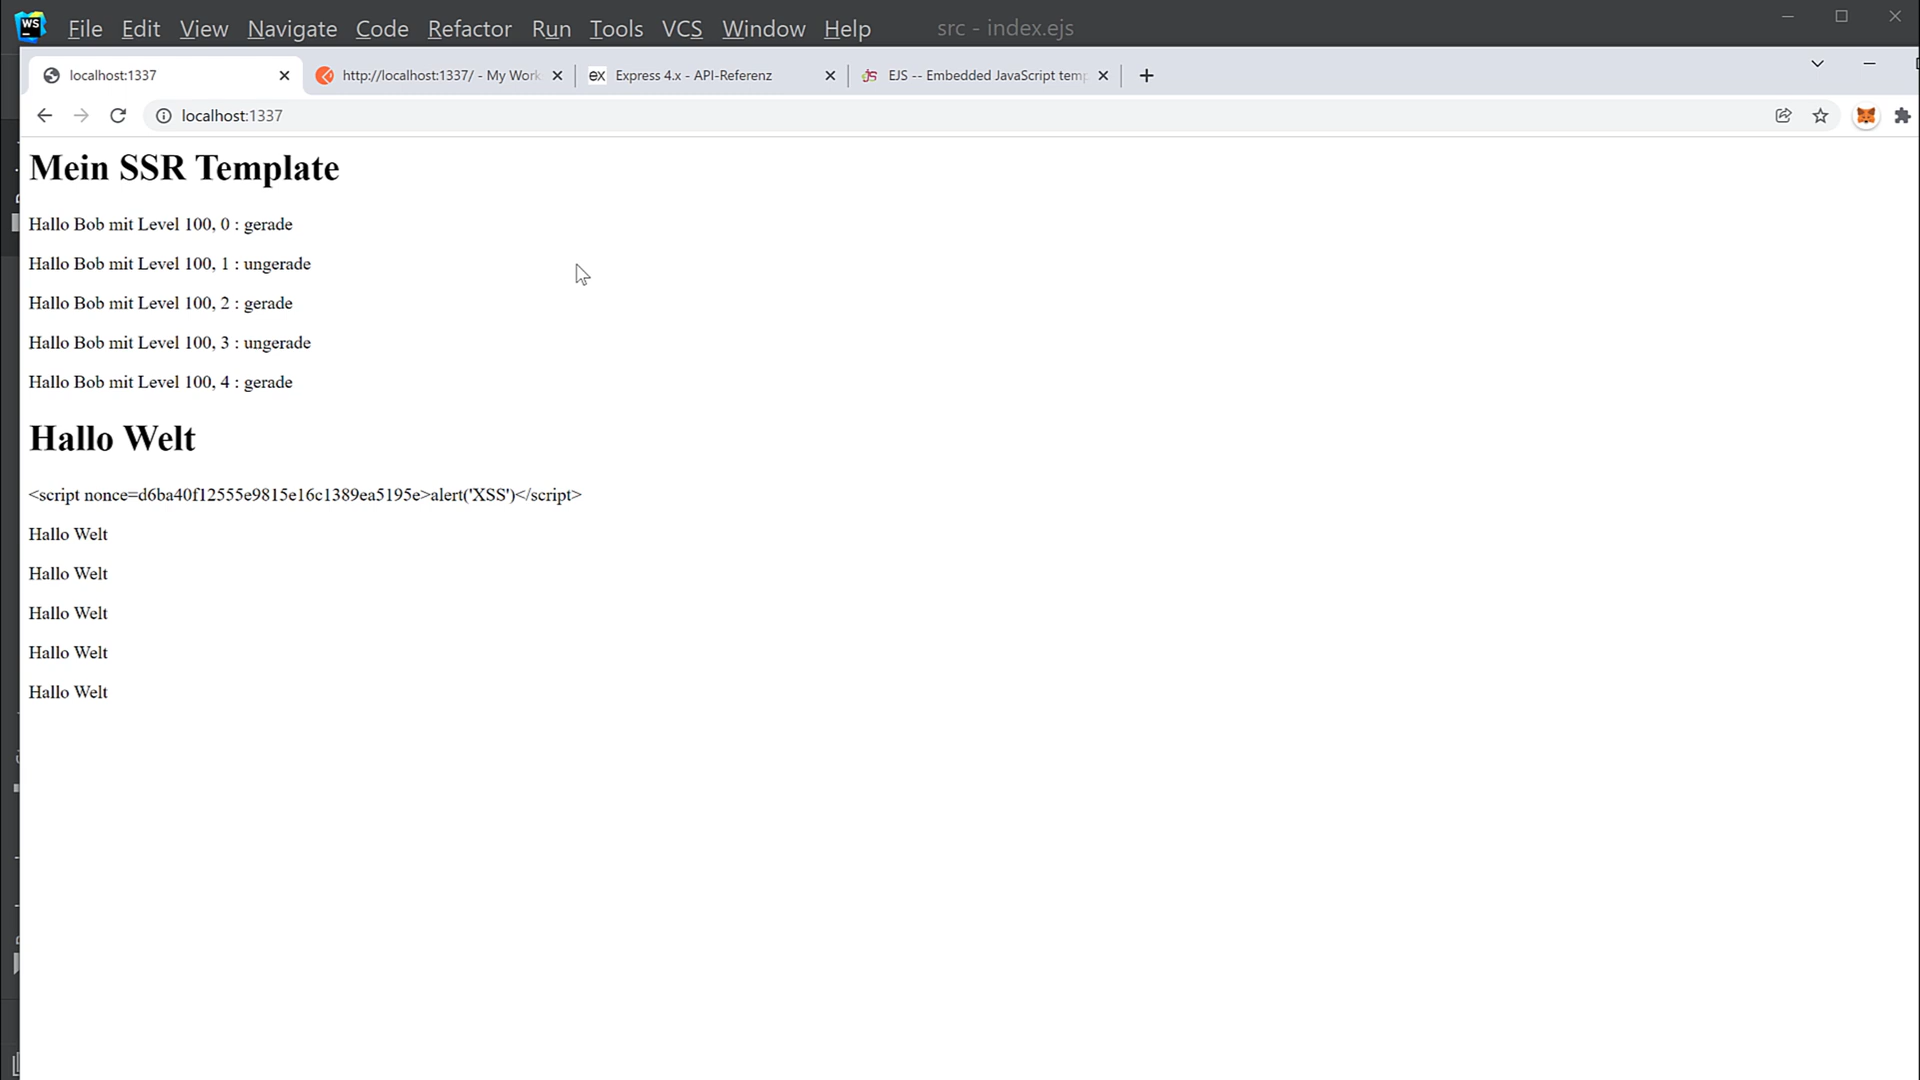 WS File Edit View Navigate Code Refactor Run Tools VCS Window Help src - index.ejs
localhost:1337 http://localhost:1337/ - My Work ex Express 4.x - API-Referenz EJS -- Embedded JavaScript temp
localhost:1337
Mein SSR Template
Hallo Bob mit Level 100, 0 : gerade
Hallo Bob mit Level 100, 1 : ungerade
Hallo Bob mit Level 100, 2 : gerade
Hallo Bob mit Level 100, 3 : ungerade
Hallo Bob mit Level 100, 4 : gerade
Hallo Welt
<script nonce=d6ba40f12555e9815e16c1389ea5195e>alert('XSS')</script>
Hallo Welt
Hallo Welt
Hallo Welt
Hallo Welt
Hallo Welt